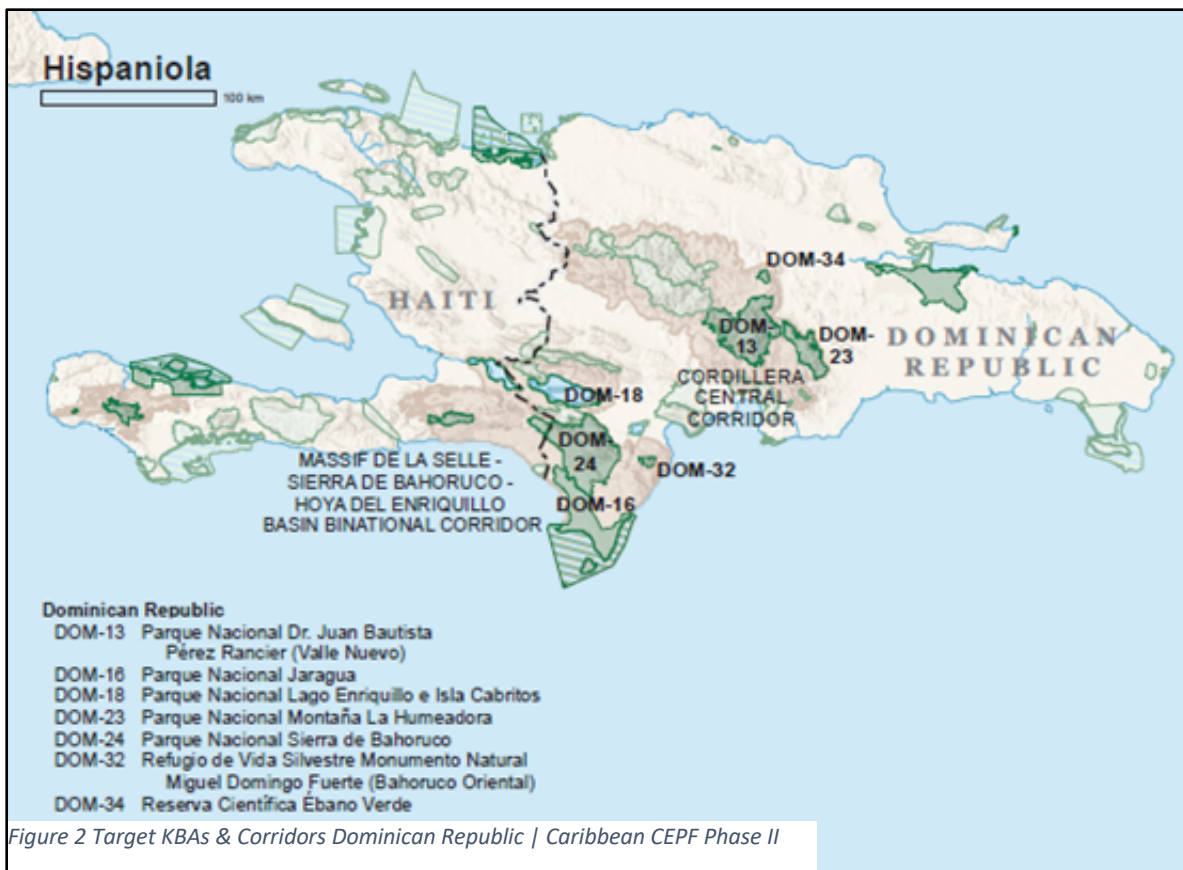 Hispaniola
100 km
HAITI
DOMINICAN
REPUBLIC
DOM-34
DOM-
13
DOM-
23
CORDILLERA
CENTRAL
CORRIDOR
DOM-18
DOM-
24
DOM-32
DOM-16
MASSIF DE LA SELLE -
SIERRA DE BAHORUCO -
HOYA DEL ENRIQUILLO
BASIN BINATIONAL CORRIDOR
Dominican Republic
DOM-13 Parque Nacional Dr. Juan Bautista
Pérez Rancier (Valle Nuevo)
DOM-16 Parque Nacional Jaragua
DOM-18 Parque Nacional Lago Enriquillo e Isla Cabritos
DOM-23 Parque Nacional Montaña La Humeadora
DOM-24 Parque Nacional Sierra de Bahoruco
DOM-32 Refugio de Vida Silvestre Monumento Natural
Miguel Domingo Fuerte (Bahoruco Oriental)
DOM-34 Reserva Científica Ébano Verde
Figure 2 Target KBAs & Corridors Dominican Republic | Caribbean CEPF Phase II